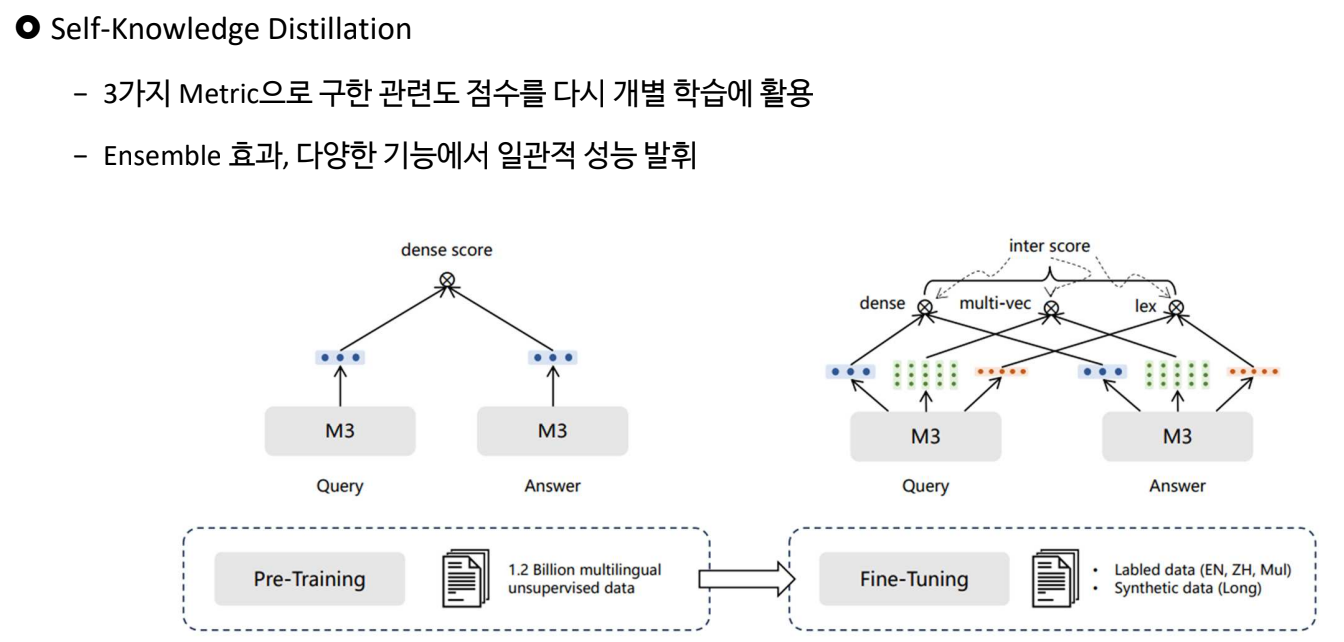 Self-Knowledge Distillation
– 3가지 Metric으로 구한 관련도 점수를 다시 개별 학습에 활용
– Ensemble 효과, 다양한 기능에서 일관적 성능 발휘
dense score
M3
M3
Query
Answer
inter score
dense
multi-vec
lex
M3
M3
Query
Answer
Pre-Training
1.2 Billion multilingual
unsupervised data
Fine-Tuning
• Labled data (EN, ZH, Mul)
• Synthetic data (Long)